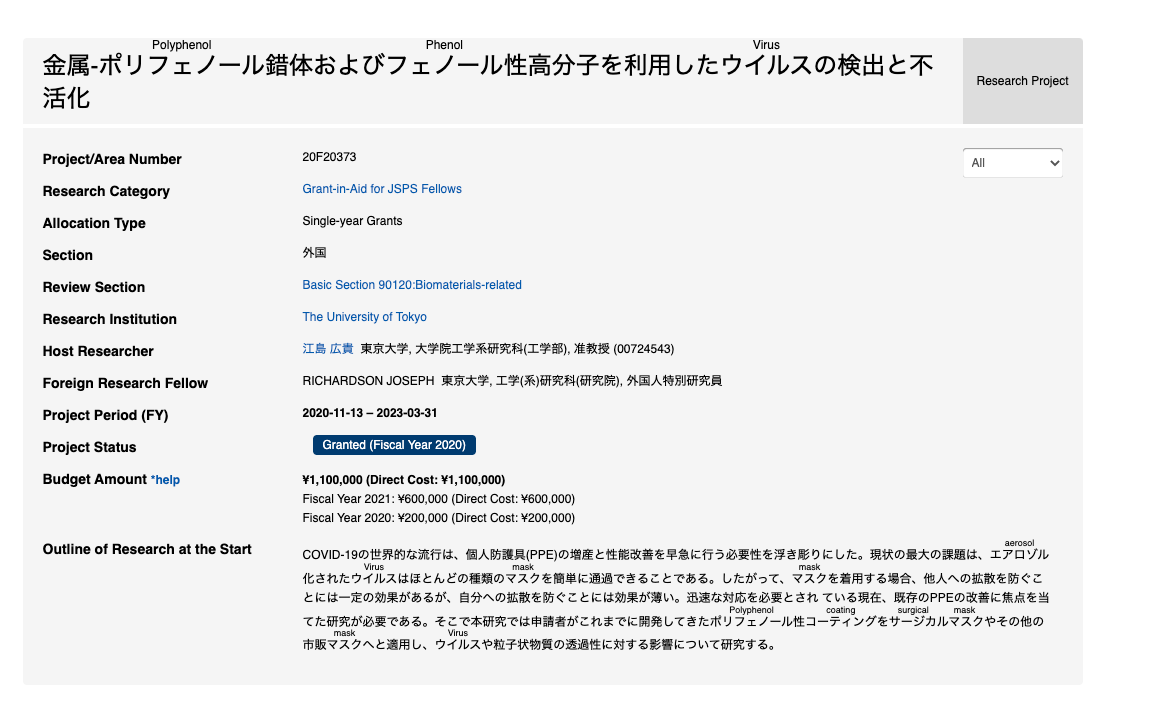 Polyphenol Phenol Virus
金属-ポリフェノール錯体およびフェノール性高分子を利用したウイルスの検出と不
活化
Research Project
Project/Area Number 20F20373
All
Research Category Grant-in-Aid for JSPS Fellows
Allocation Type Single-year Grants
Section 外国
Review Section Basic Section 90120:Biomaterials-related
Research Institution The University of Tokyo
Host Researcher 江島 広貴 東京大学, 大学院工学系研究科(工学部), 准教授 (00724543)
Foreign Research Fellow RICHARDSON JOSEPH 東京大学, 工学(系)研究科(研究院), 外国人特別研究員
Project Period (FY) 2020-11-13 – 2023-03-31
Project Status Granted (Fiscal Year 2020)
Budget Amount *help ¥1,100,000 (Direct Cost: ¥1,100,000)
Fiscal Year 2021: ¥600,000 (Direct Cost: ¥600,000)
Fiscal Year 2020: ¥200,000 (Direct Cost: ¥200,000)
aerosol
Outline of Research at the Start COVID-19の世界的な流行は、個人防護具(PPE)の増産と性能改善を早急に行う必要性を浮き彫りにした。現状の最大の課題は、エアロゾル
Virus mask mask
化されたウイルスはほとんどの種類のマスクを簡単に通過できることである。したがって、マスクを着用する場合、他人への拡散を防ぐこ
とには一定の効果があるが、自分への拡散を防ぐことには効果が薄い。迅速な対応を必要とされ ている現在、既存のPPEの改善に焦点を当
Polyphenol coating surgical mask
てた研究が必要である。そこで本研究では申請者がこれまでに開発してきたポリフェノール性コーティングをサージカルマスクやその他の
mask Virus
市販マスクへと適用し、ウイルスや粒子状物質の透過性に対する影響について研究する。